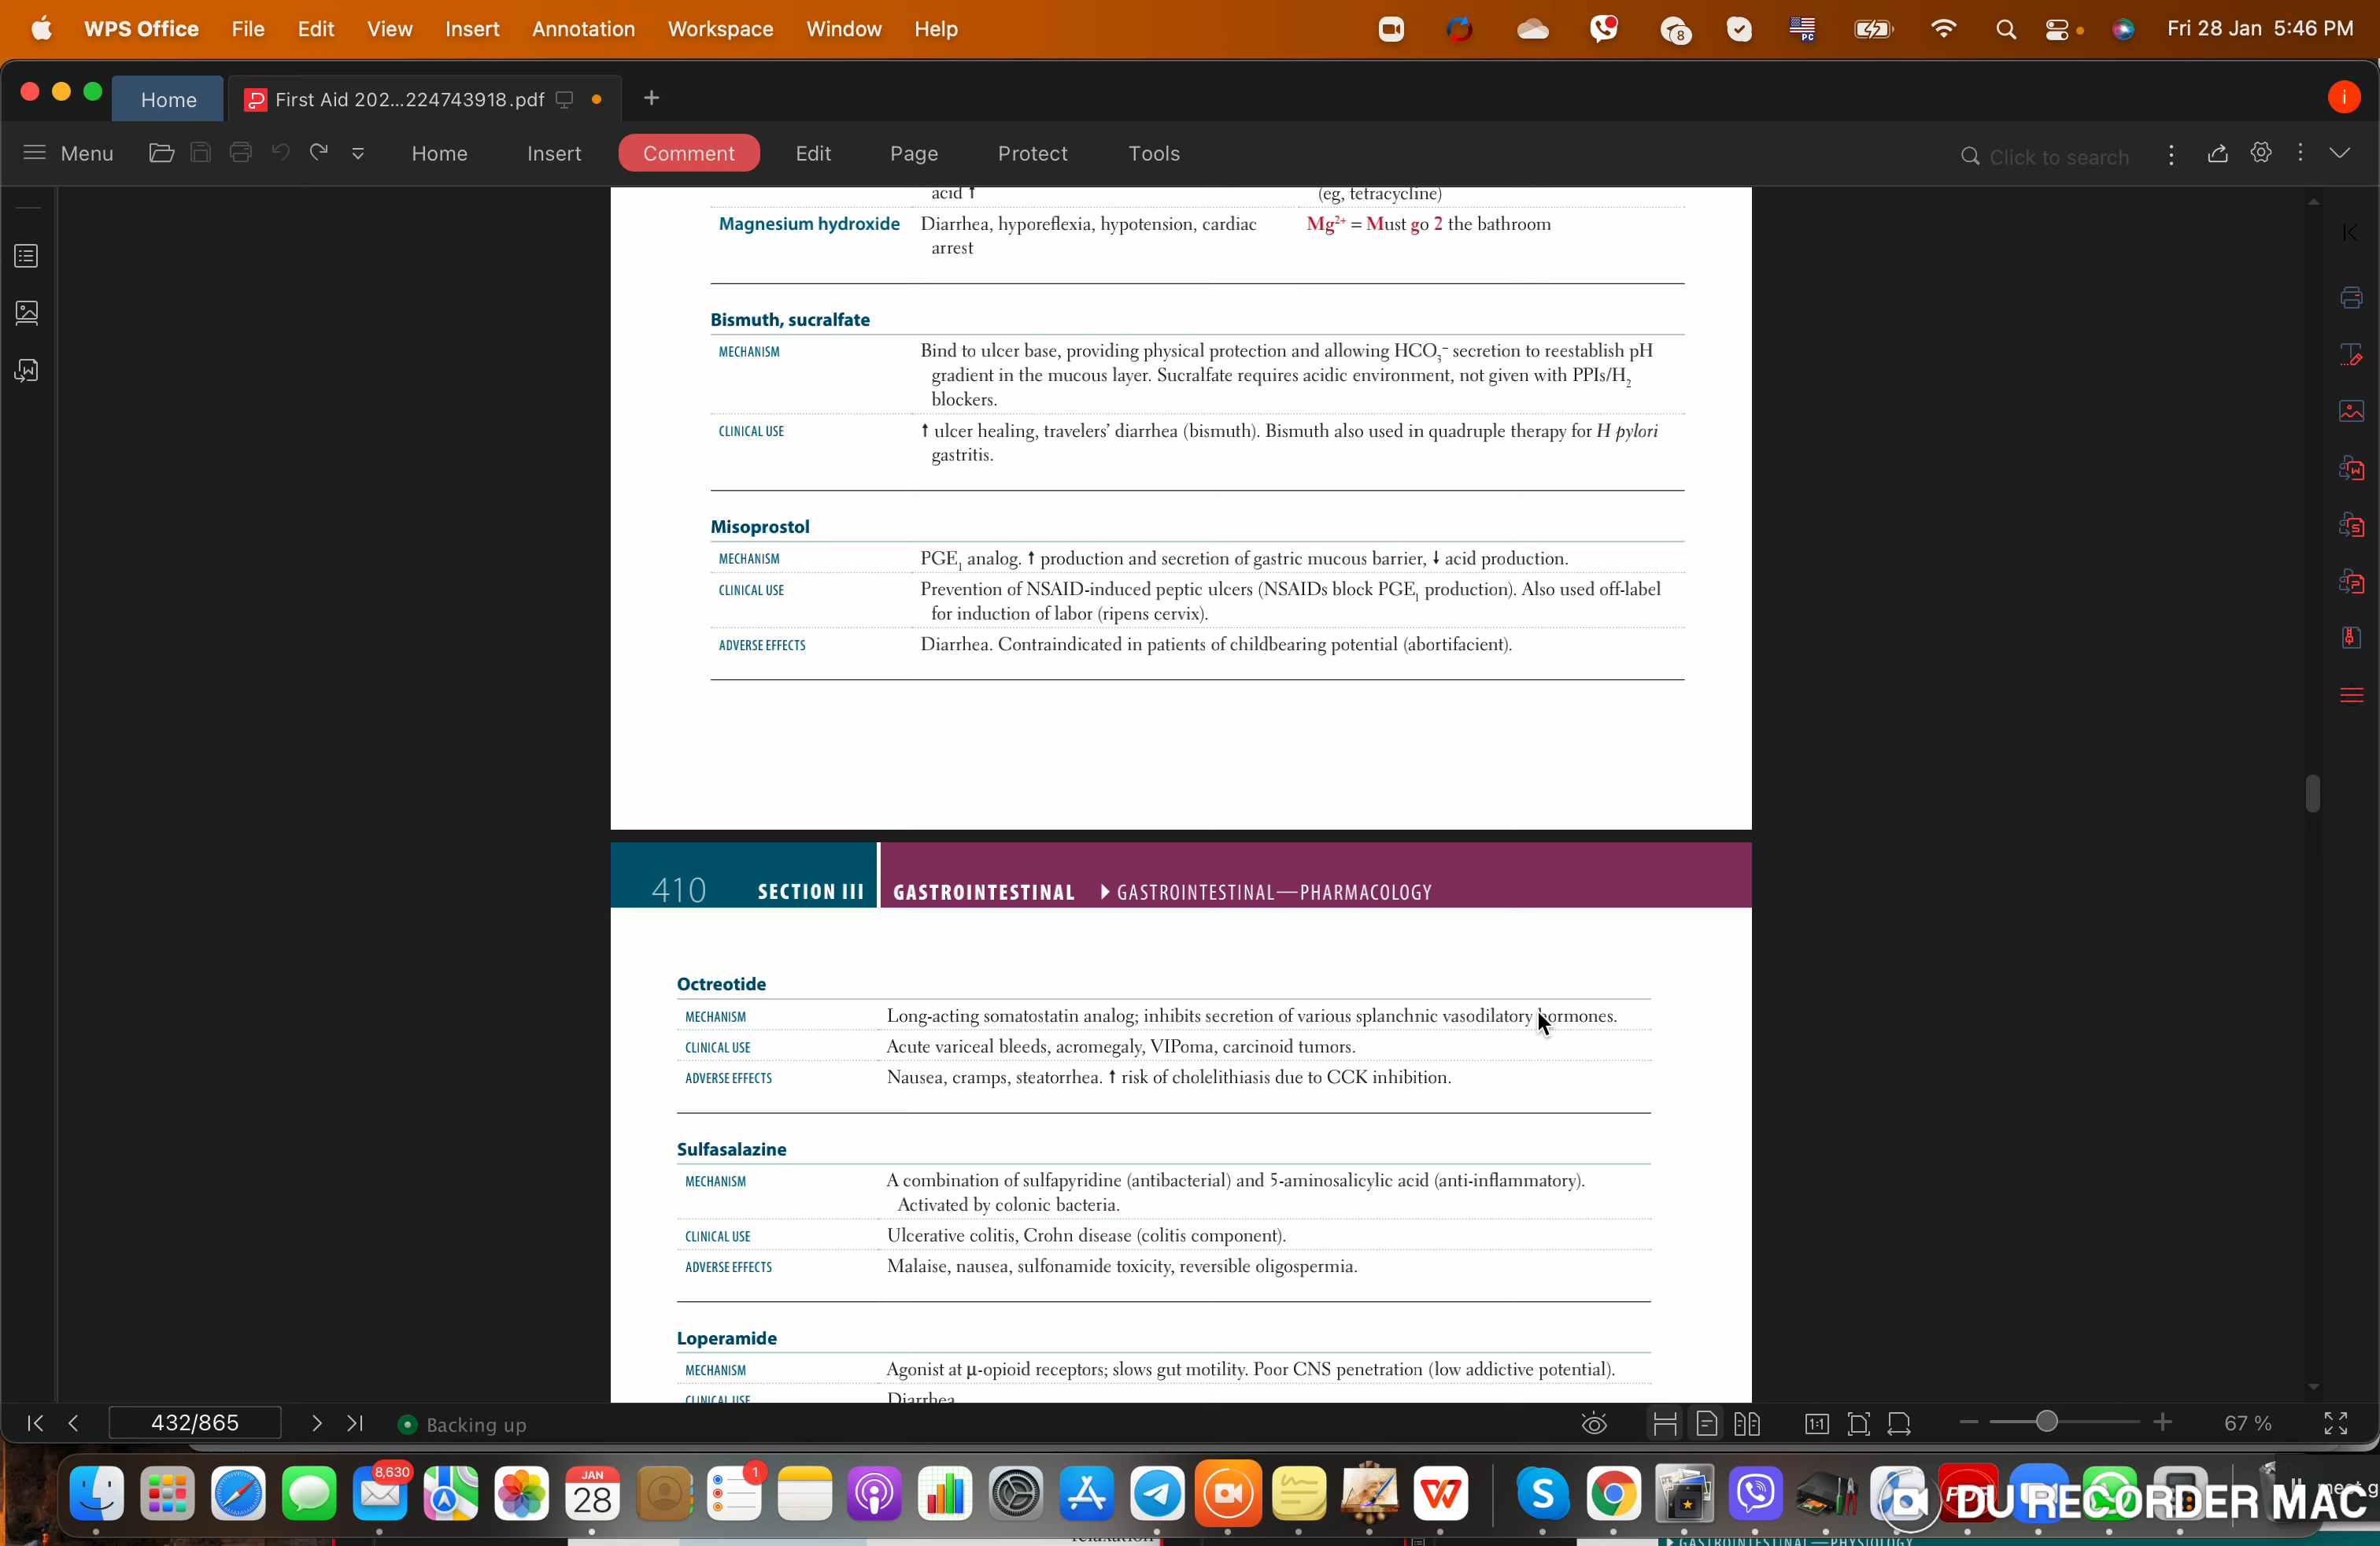 WPS Office File Edit View Insert Annotation Workspace Window Help 8 PC Fri 28 Jan 5:46 PM
Home First Aid 202...224743918.pdf + i
Menu Home Insert Comment Edit Page Protect Tools Click to search
acid ↑ (eg, tetracycline)
Magnesium hydroxide Diarrhea, hyporeflexia, hypotension, cardiac Mg²⁺ = Must go 2 the bathroom
arrest
Bismuth, sucralfate
MECHANISM Bind to ulcer base, providing physical protection and allowing HCO₃⁻ secretion to reestablish pH
gradient in the mucous layer. Sucralfate requires acidic environment, not given with PPIs/H₂
blockers.
CLINICAL USE ↑ ulcer healing, travelers’ diarrhea (bismuth). Bismuth also used in quadruple therapy for H pylori
gastritis.
Misoprostol
MECHANISM PGE₁ analog. ↑ production and secretion of gastric mucous barrier, ↓ acid production.
CLINICAL USE Prevention of NSAID-induced peptic ulcers (NSAIDs block PGE₁ production). Also used off-label
for induction of labor (ripens cervix).
ADVERSE EFFECTS Diarrhea. Contraindicated in patients of childbearing potential (abortifacient).
410 SECTION III GASTROINTESTINAL ▶ GASTROINTESTINAL—PHARMACOLOGY
Octreotide
MECHANISM Long-acting somatostatin analog; inhibits secretion of various splanchnic vasodilatory hormones.
CLINICAL USE Acute variceal bleeds, acromegaly, VIPoma, carcinoid tumors.
ADVERSE EFFECTS Nausea, cramps, steatorrhea. ↑ risk of cholelithiasis due to CCK inhibition.
Sulfasalazine
MECHANISM A combination of sulfapyridine (antibacterial) and 5-aminosalicylic acid (anti-inflammatory).
Activated by colonic bacteria.
CLINICAL USE Ulcerative colitis, Crohn disease (colitis component).
ADVERSE EFFECTS Malaise, nausea, sulfonamide toxicity, reversible oligospermia.
Loperamide
MECHANISM Agonist at μ-opioid receptors; slows gut motility. Poor CNS penetration (low addictive potential).
CLINICAL USE Diarrhea
432/865 Backing up 1:1 67 %
8,630 JAN 28 1
DU RECORDER MAC
GASTROINTESTINAL—PHYSIOLOGY